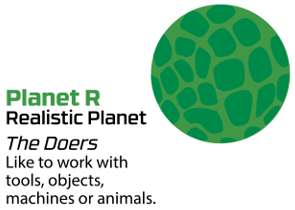 Planet R
Realistic Planet
The Doers
Like to work with
tools, objects,
machines or animals.